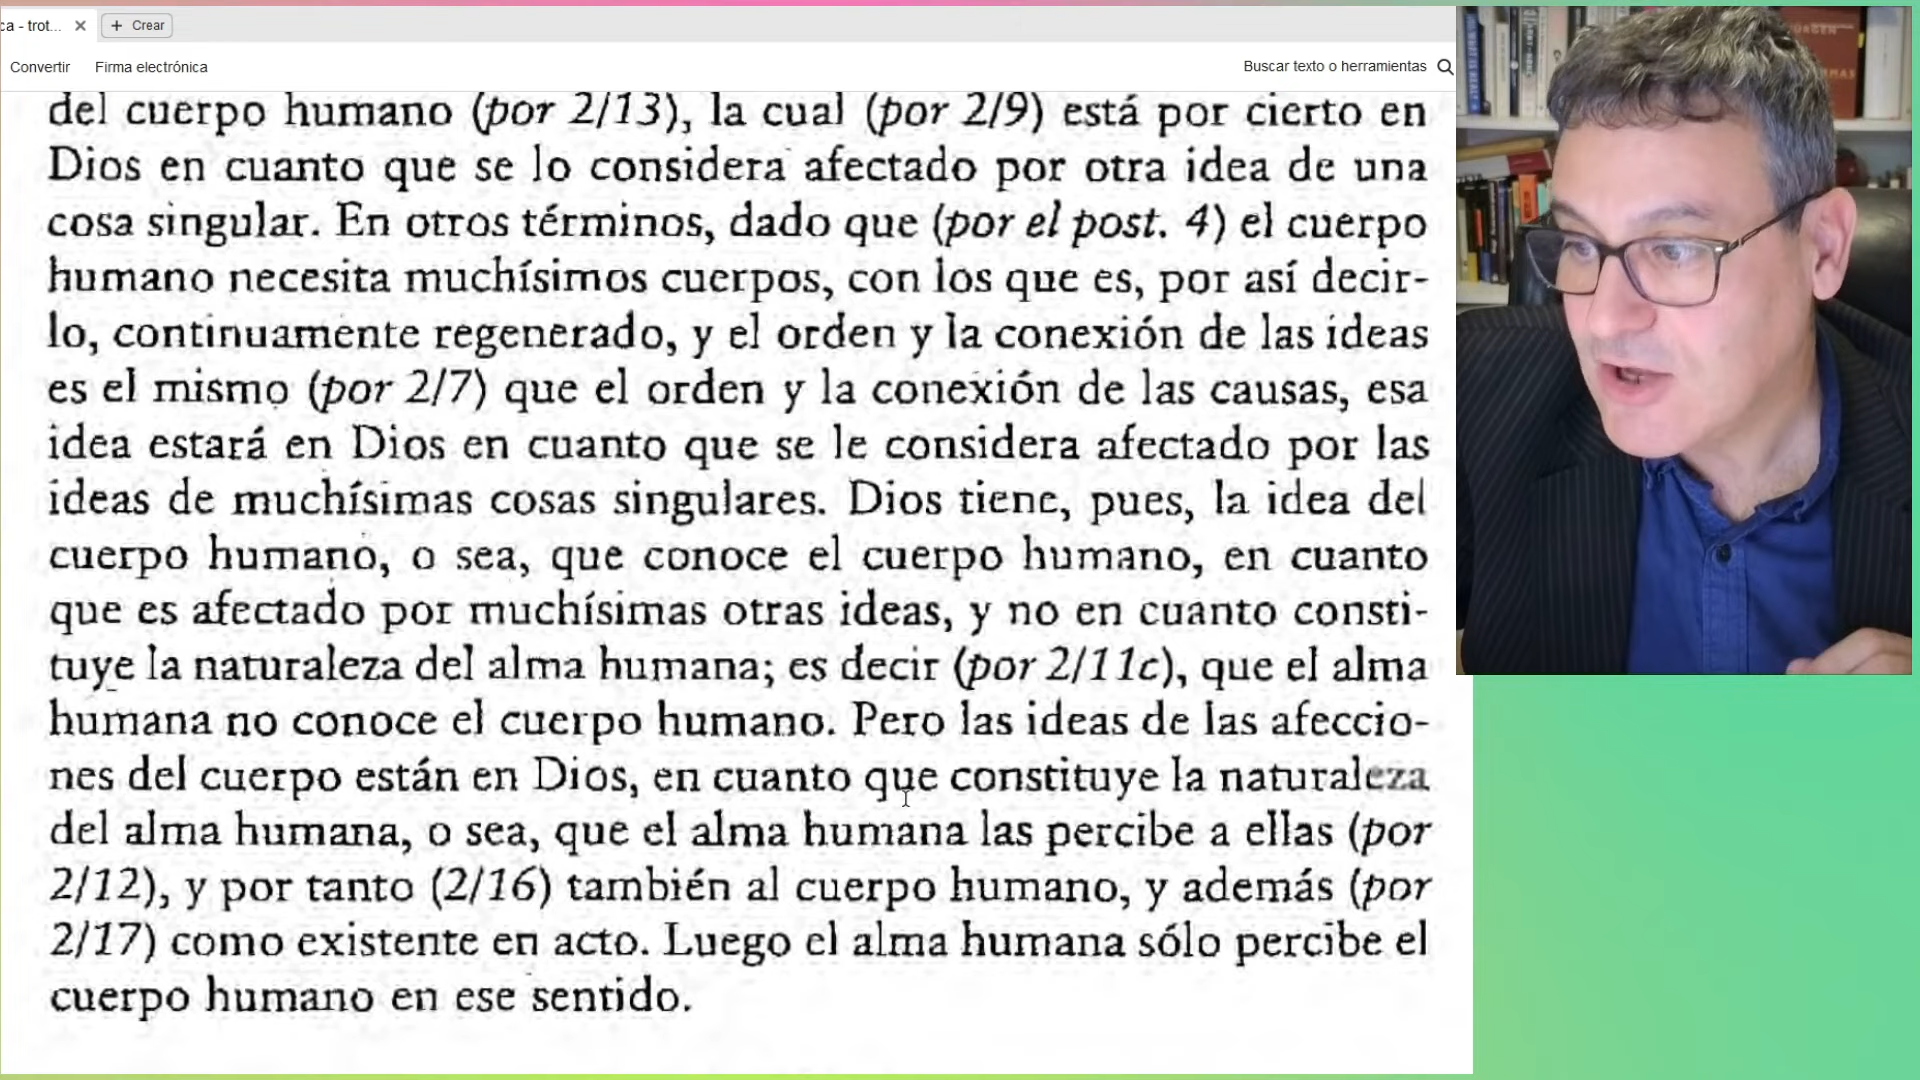 ca - trot...
Crear
Convertir
Firma electrónica
Buscar texto o herramientas
del cuerpo humano (por 2/13), la cual (por 2/9) está por cierto en
Dios en cuanto que se lo considera afectado por otra idea de una
cosa singular. En otros términos, dado que (por el post. 4) el cuerpo
humano necesita muchísimos cuerpos, con los que es, por así decir-
lo, continuamente regenerado, y el orden y la conexión de las ideas
es el mismo (por 2/7) que el orden y la conexión de las causas, esa
idea estará en Dios en cuanto que se le considera afectado por las
ideas de muchísimas cosas singulares. Dios tiene, pues, la idea del
cuerpo humano, o sea, que conoce el cuerpo humano, en cuanto
que es afectado por muchísimas otras ideas, y no en cuanto consti-
tuye la naturaleza del alma humana; es decir (por 2/11c), que el alma
humana no conoce el cuerpo humano. Pero las ideas de las afeccio-
nes del cuerpo están en Dios, en cuanto que constituye la naturaleza
del alma humana, o sea, que el alma humana las percibe a ellas (por
2/12), y por tanto (2/16) también al cuerpo humano, y además (por
2/17) como existente en acto. Luego el alma humana sólo percibe el
cuerpo humano en ese sentido.